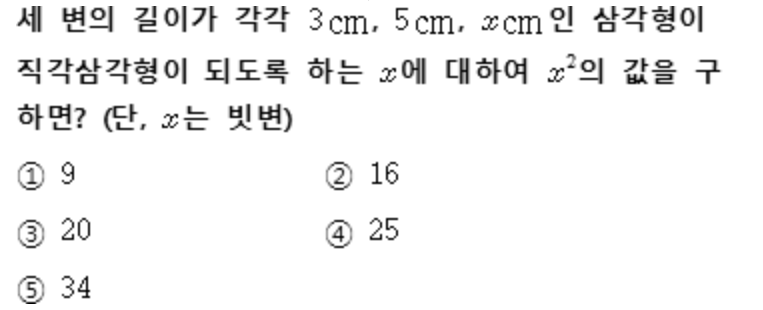 세 변의 길이가 각각 3cm, 5cm, xcm인 삼각형이
직각삼각형이 되도록 하는 x에 대하여 x²의 값을 구
하면? (단, x는 빗변)
① 9 ② 16
③ 20 ④ 25
⑤ 34